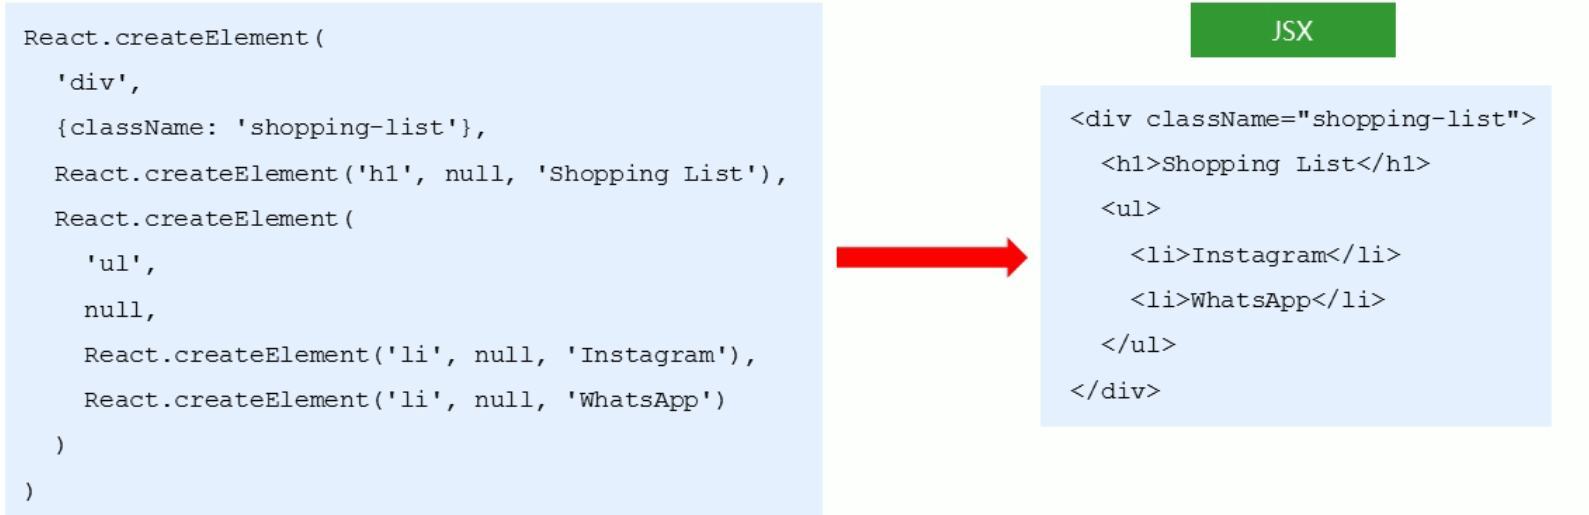 React.createElement(
  'div',
  {className: 'shopping-list'},
  React.createElement('h1', null, 'Shopping List'),
  React.createElement(
    'ul',
    null,
    React.createElement('li', null, 'Instagram'),
    React.createElement('li', null, 'WhatsApp')
  )
)
JSX
<div className="shopping-list">
  <h1>Shopping List</h1>
  <ul>
    <li>Instagram</li>
    <li>WhatsApp</li>
  </ul>
</div>